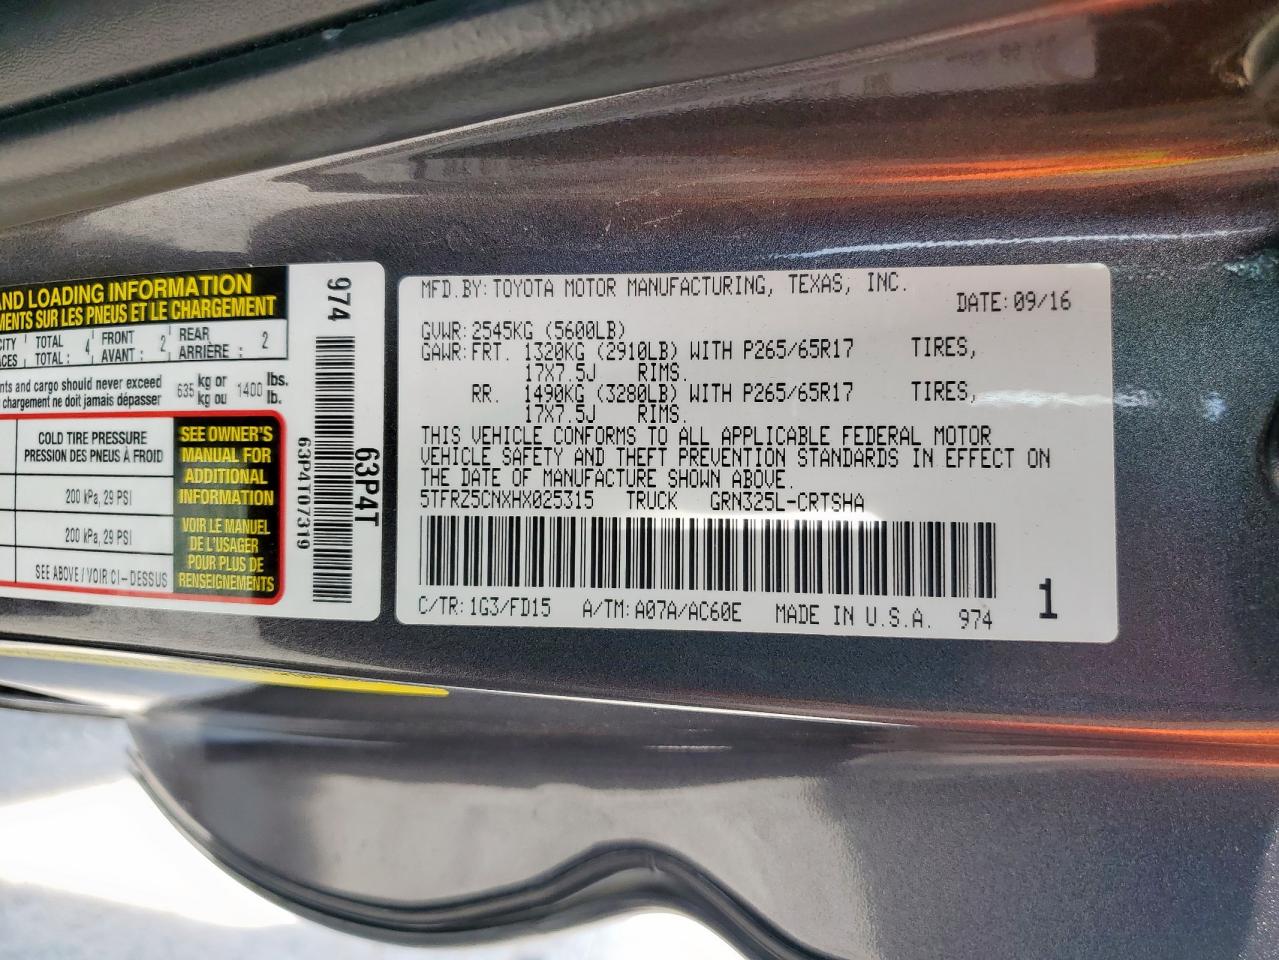 AND LOADING INFORMATION
MENTS SUR LES PNEUS ET LE CHARGEMENT
CITY TOTAL 4 FRONT 2 REAR 2
ACES TOTAL: AVANT: ARRIÈRE:
nts and cargo should never exceed 635 kg or 1400 lbs.
chargement ne doit jamais dépasser kg ou lb.
COLD TIRE PRESSURE
PRESSION DES PNEUS À FROID
200 kPa, 29 PSI
200 kPa, 29 PSI
SEE ABOVE / VOIR CI-DESSUS
SEE OWNER'S
MANUAL FOR
ADDITIONAL
INFORMATION
VOIR LE MANUEL
DE L'USAGER
POUR PLUS DE
RENSEIGNEMENTS
974
63P4T07319
63P4T
MFD.BY:TOYOTA MOTOR MANUFACTURING, TEXAS, INC.
DATE:09/16
GVWR:2545KG (5600LB)
GAWR:FRT. 1320KG (2910LB) WITH P265/65R17 TIRES,
17X7.5J RIMS.
RR. 1490KG (3280LB) WITH P265/65R17 TIRES,
17X7.5J RIMS.
THIS VEHICLE CONFORMS TO ALL APPLICABLE FEDERAL MOTOR
VEHICLE SAFETY AND THEFT PREVENTION STANDARDS IN EFFECT ON
THE DATE OF MANUFACTURE SHOWN ABOVE.
5TFRZ5CNXHX025315 TRUCK GRN325L-CRTSHA
C/TR:1G3/FD15 A/TM:A07A/AC60E MADE IN U.S.A. 974 1